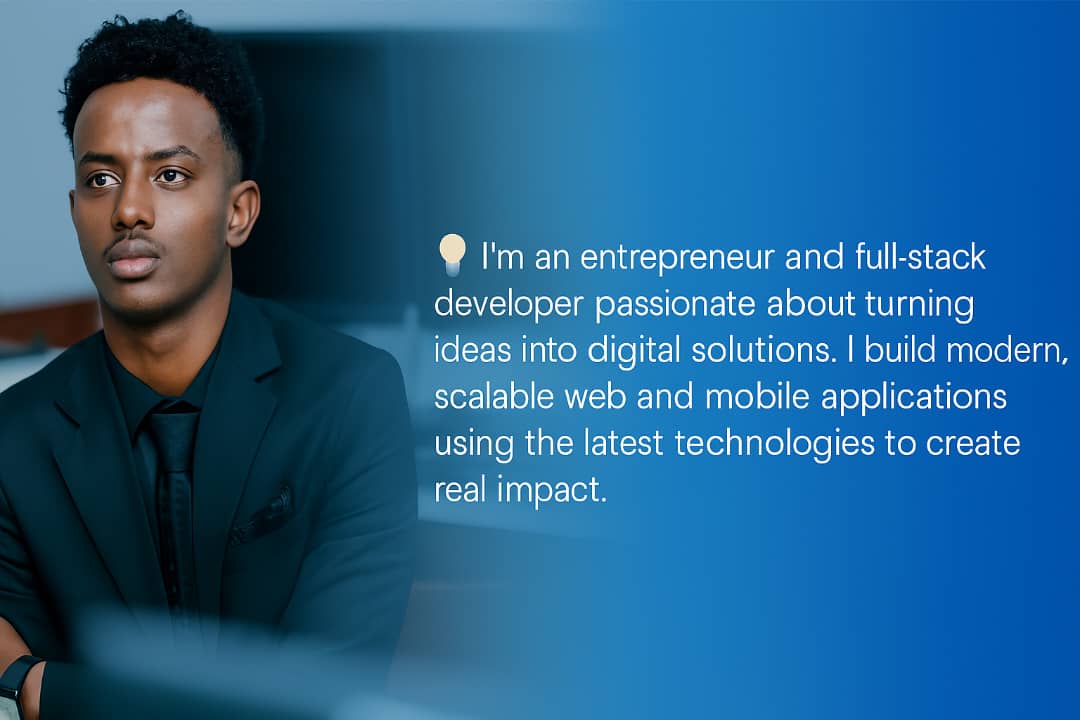 💡 I'm an entrepreneur and full-stack
developer passionate about turning
ideas into digital solutions. I build modern,
scalable web and mobile applications
using the latest technologies to create
real impact.